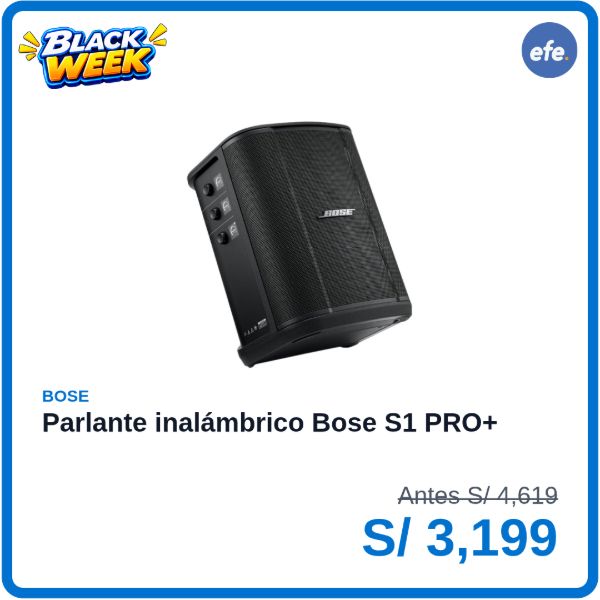 BLACK
WEEK
efe.
BOSE
BOSE
Parlante inalámbrico Bose S1 PRO+
Antes S/ 4,619
S/ 3,199